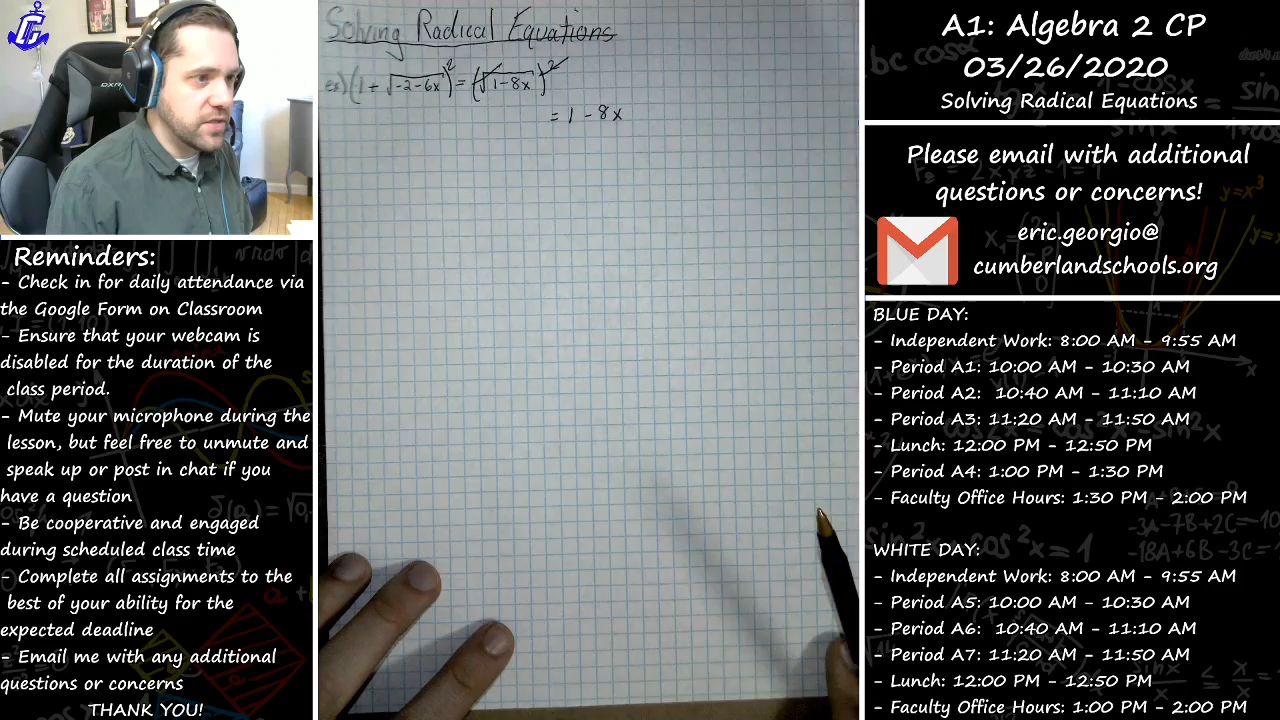 Solving Radical Equations
ex) (1 + √-2-6x)² = (√1-8x)²
= 1 - 8x
A1: Algebra 2 CP
03/26/2020
Solving Radical Equations
Please email with additional
questions or concerns!
eric.georgio@
cumberlandschools.org
Reminders:
- Check in for daily attendance via
the Google Form on Classroom
- Ensure that your webcam is
disabled for the duration of the
class period.
- Mute your microphone during the
lesson, but feel free to unmute and
speak up or post in chat if you
have a question
- Be cooperative and engaged
during scheduled class time
- Complete all assignments to the
best of your ability for the
expected deadline
- Email me with any additional
questions or concerns
THANK YOU!
BLUE DAY:
- Independent Work: 8:00 AM - 9:55 AM
- Period A1: 10:00 AM - 10:30 AM
- Period A2: 10:40 AM - 11:10 AM
- Period A3: 11:20 AM - 11:50 AM
- Lunch: 12:00 PM - 12:50 PM
- Period A4: 1:00 PM - 1:30 PM
- Faculty Office Hours: 1:30 PM - 2:00 PM
WHITE DAY:
- Independent Work: 8:00 AM - 9:55 AM
- Period A5: 10:00 AM - 10:30 AM
- Period A6: 10:40 AM - 11:10 AM
- Period A7: 11:20 AM - 11:50 AM
- Lunch: 12:00 PM - 12:50 PM
- Faculty Office Hours: 1:00 PM - 2:00 PM